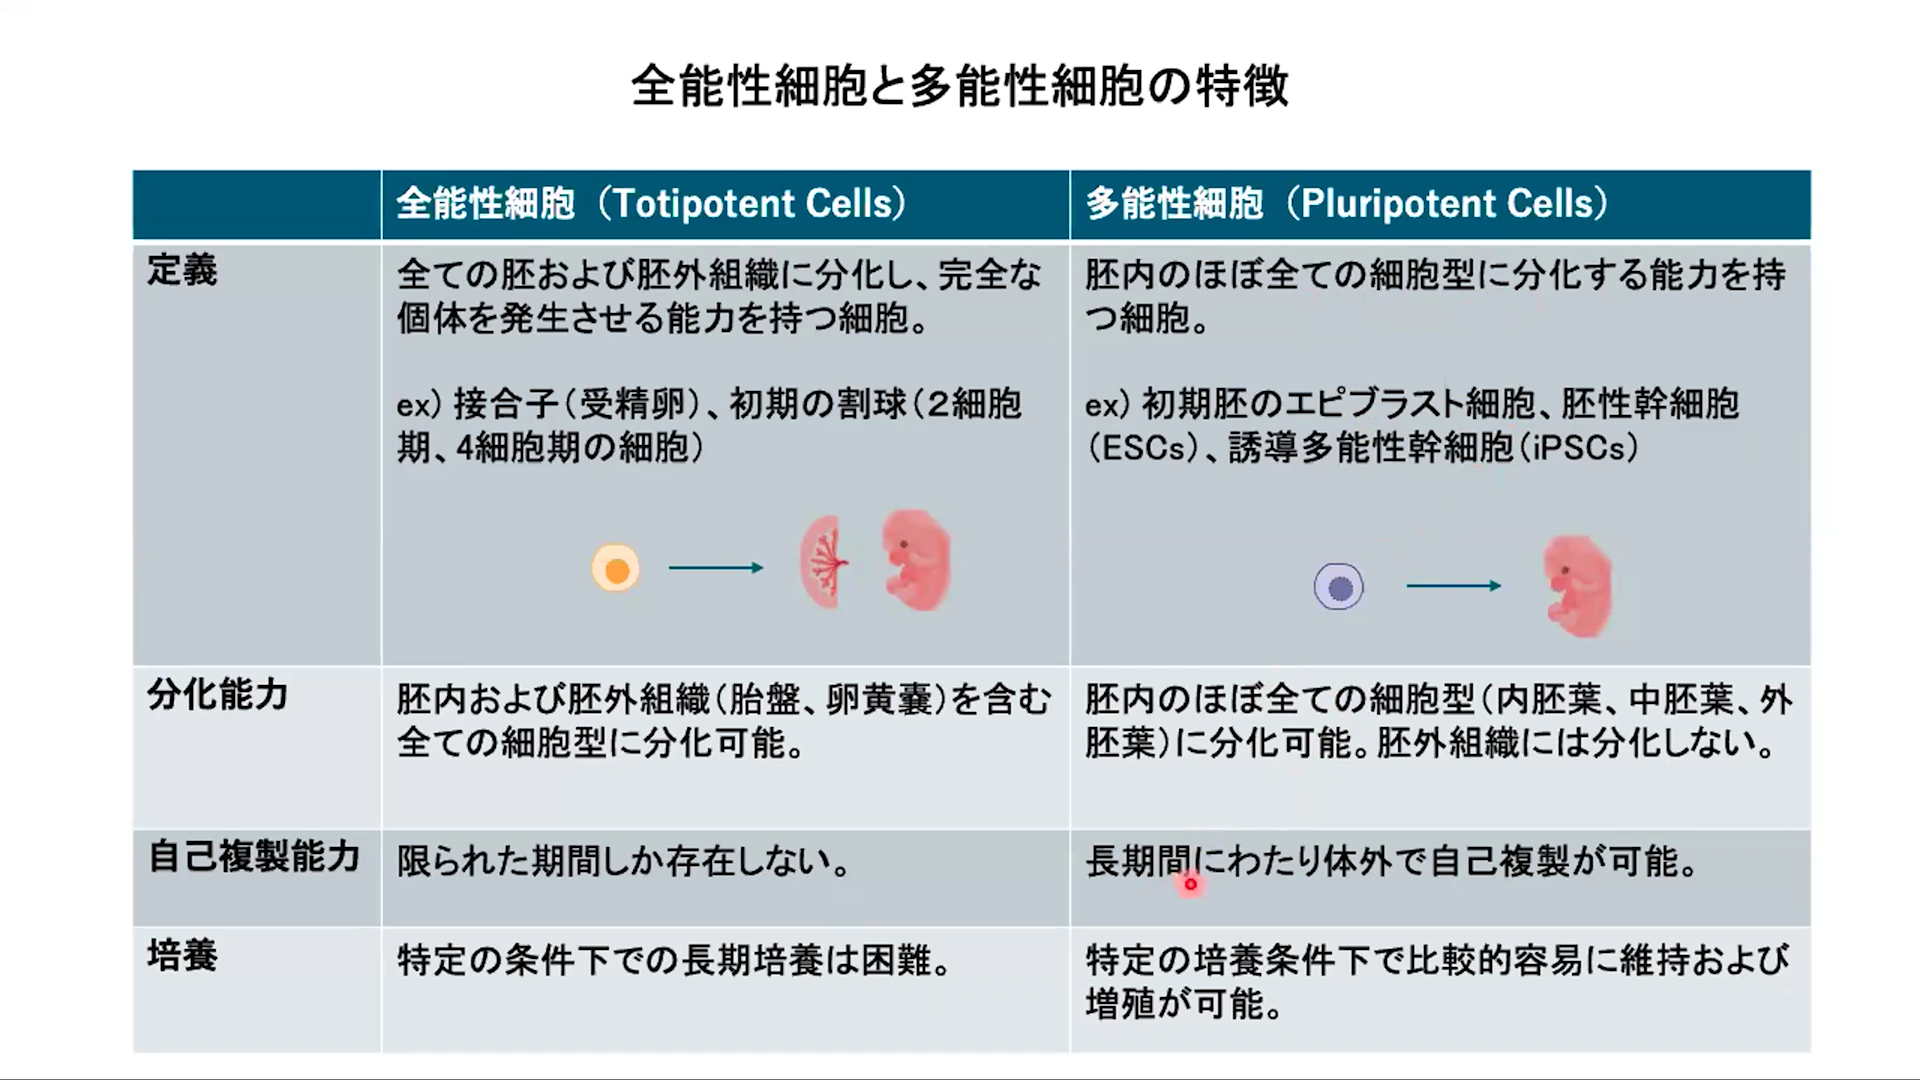 全能性細胞と多能性細胞の特徴
全能性細胞（Totipotent Cells）
多能性細胞（Pluripotent Cells）
定義
全ての胚および胚外組織に分化し、完全な
個体を発生させる能力を持つ細胞。
ex) 接合子（受精卵）、初期の割球（２細胞
期、4細胞期の細胞）
胚内のほぼ全ての細胞型に分化する能力を持
つ細胞。
ex) 初期胚のエピブラスト細胞、胚性幹細胞
（ESCs）、誘導多能性幹細胞（iPSCs）
分化能力
胚内および胚外組織（胎盤、卵黄嚢）を含む
全ての細胞型に分化可能。
胚内のほぼ全ての細胞型（内胚葉、中胚葉、外
胚葉）に分化可能。胚外組織には分化しない。
自己複製能力
限られた期間しか存在しない。
長期間にわたり体外で自己複製が可能。
培養
特定の条件下での長期培養は困難。
特定の培養条件下で比較的容易に維持および
増殖が可能。